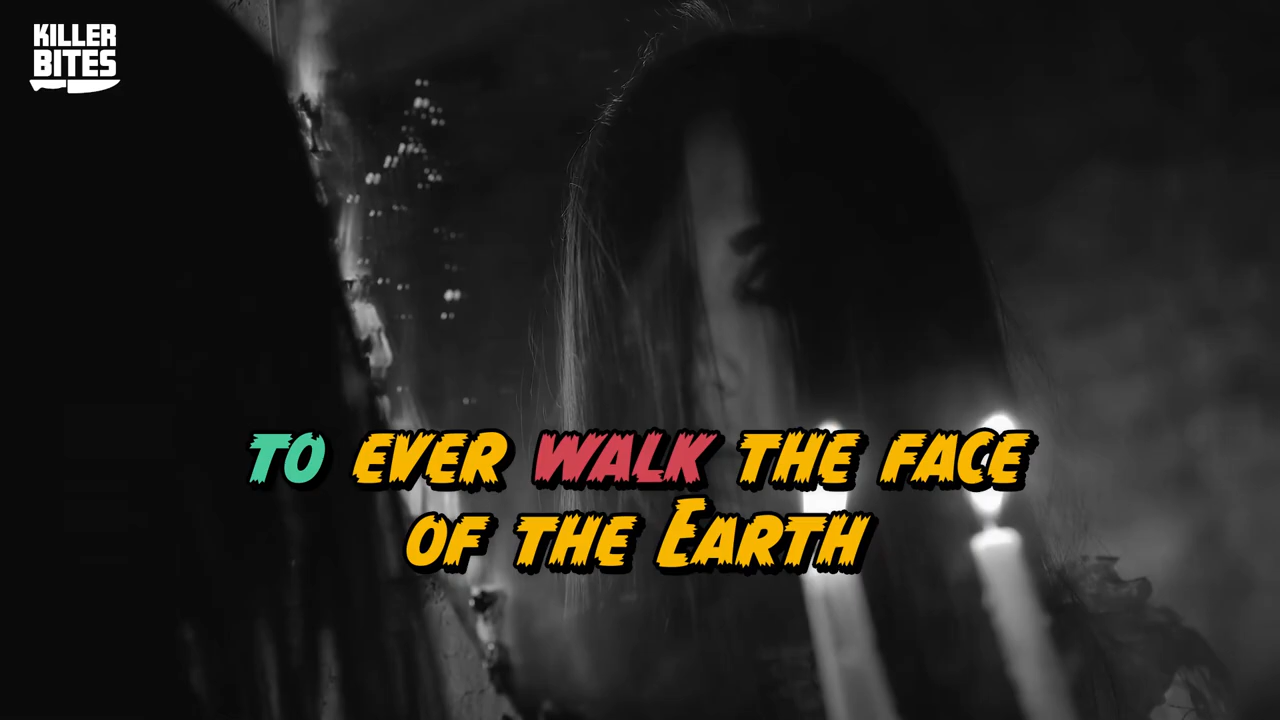 KILLER
BITES
TO EVER WALK THE FACE
OF THE EARTH